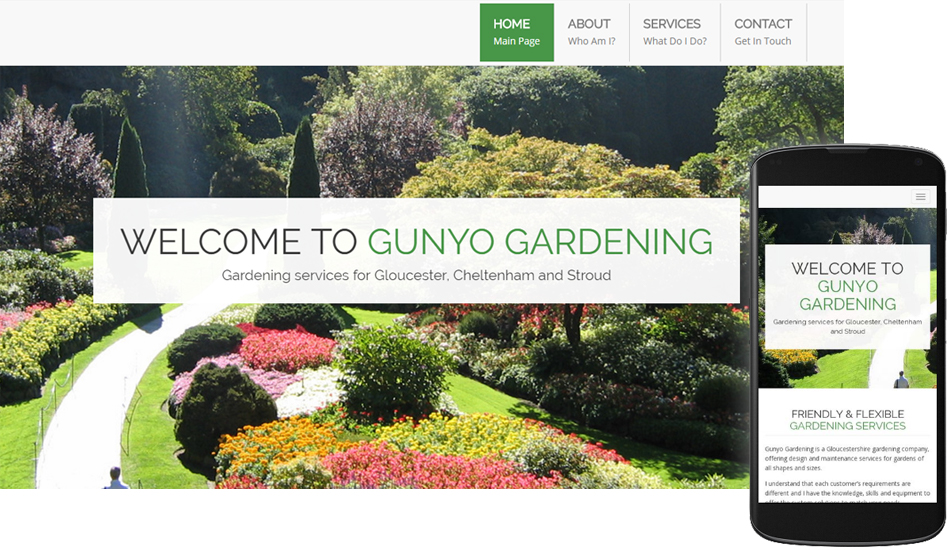 HOME
Main Page
ABOUT
Who Am I?
SERVICES
What Do I Do?
CONTACT
Get In Touch
WELCOME TO GUNYO GARDENING
Gardening services for Gloucester, Cheltenham and Stroud
WELCOME TO
GUNYO
GARDENING
Gardening services for Gloucester, Cheltenham
and Stroud
FRIENDLY & FLEXIBLE
GARDENING SERVICES
Gunyo Gardening is a Gloucestershire gardening company,
offering design and maintenance services for gardens of
all shapes and sizes.
I understand that each customer's requirements are
different and I have the knowledge, skills and equipment to